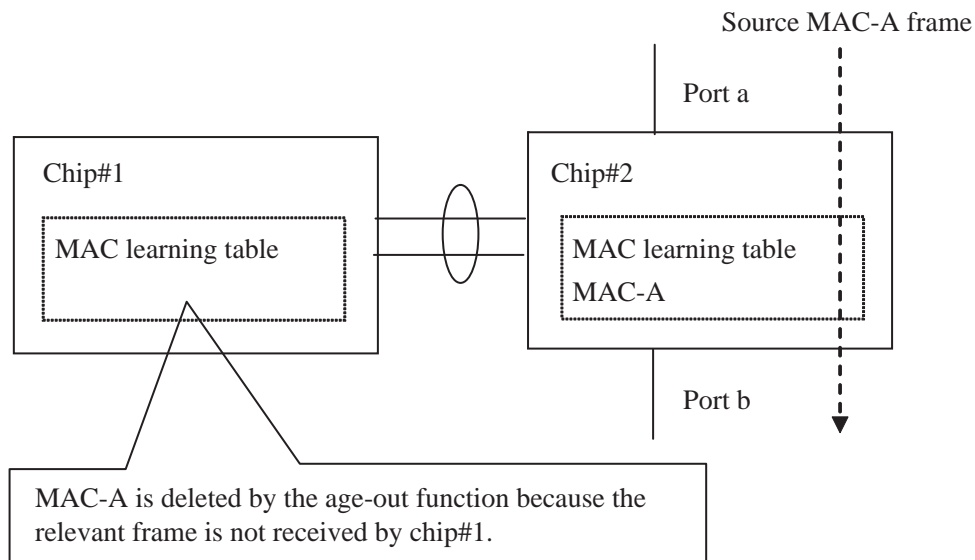 Source MAC-A frame
Port a
Chip#1
Chip#2
MAC learning table
MAC learning table
MAC-A
Port b
MAC-A is deleted by the age-out function because the
relevant frame is not received by chip#1.